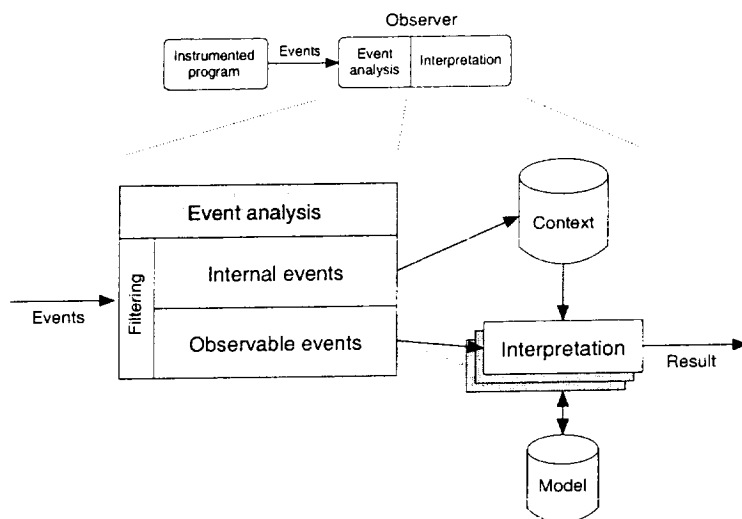 Observer
Instrumented
program
Events
Event
analysis
Interpretation
Event analysis
Filtering
Internal events
Observable events
Events
Context
Interpretation
Result
Model